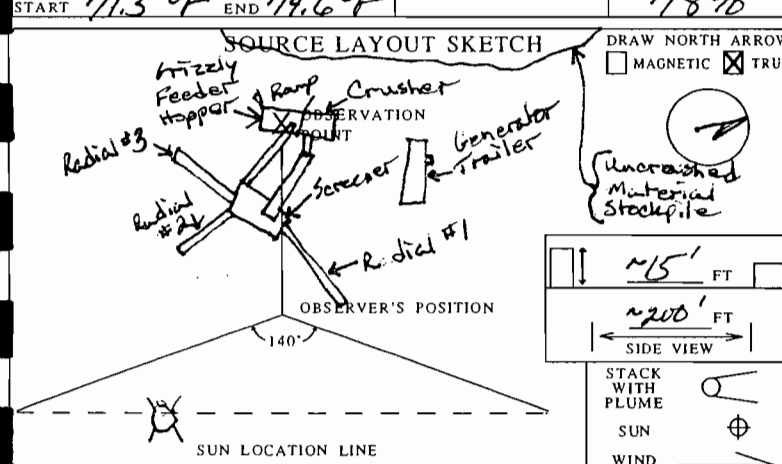 START 71.3 °F END 79.6 °F 78%
SOURCE LAYOUT SKETCH
DRAW NORTH ARROW
MAGNETIC TRU
Grizzly
Feeder
Hopper
Ramp
Crusher
OBSERVATION
POINT
Radial #3
Generator
Trailer
Uncrushed
Material
Stockpile
Screener
Radial
#2
Radial #1
~15' FT
OBSERVER'S POSITION
~200' FT
140°
SIDE VIEW
STACK
WITH
PLUME
SUN
SUN LOCATION LINE
WIND